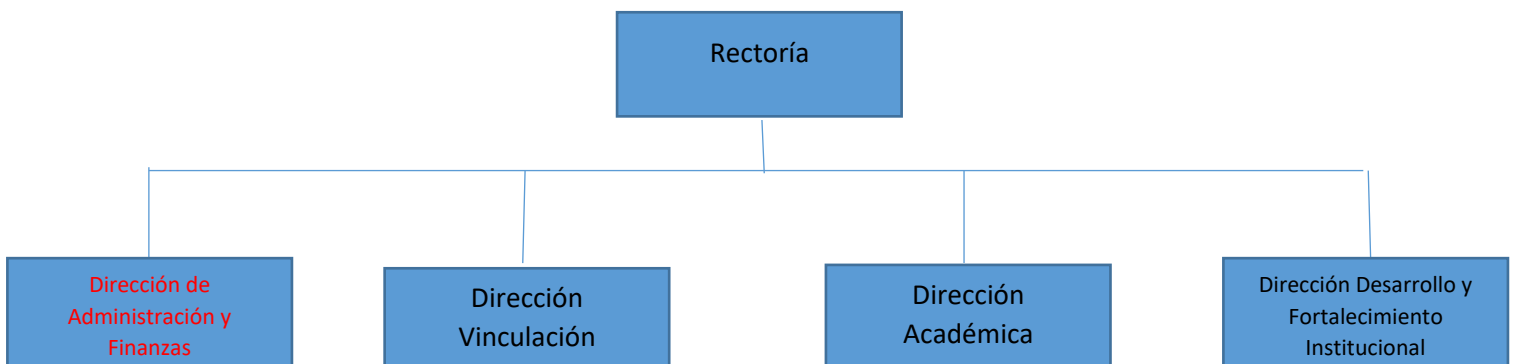 Rectoría
Dirección de
Administración y
Finanzas
Dirección
Vinculación
Dirección
Académica
Dirección Desarrollo y
Fortalecimiento
Institucional